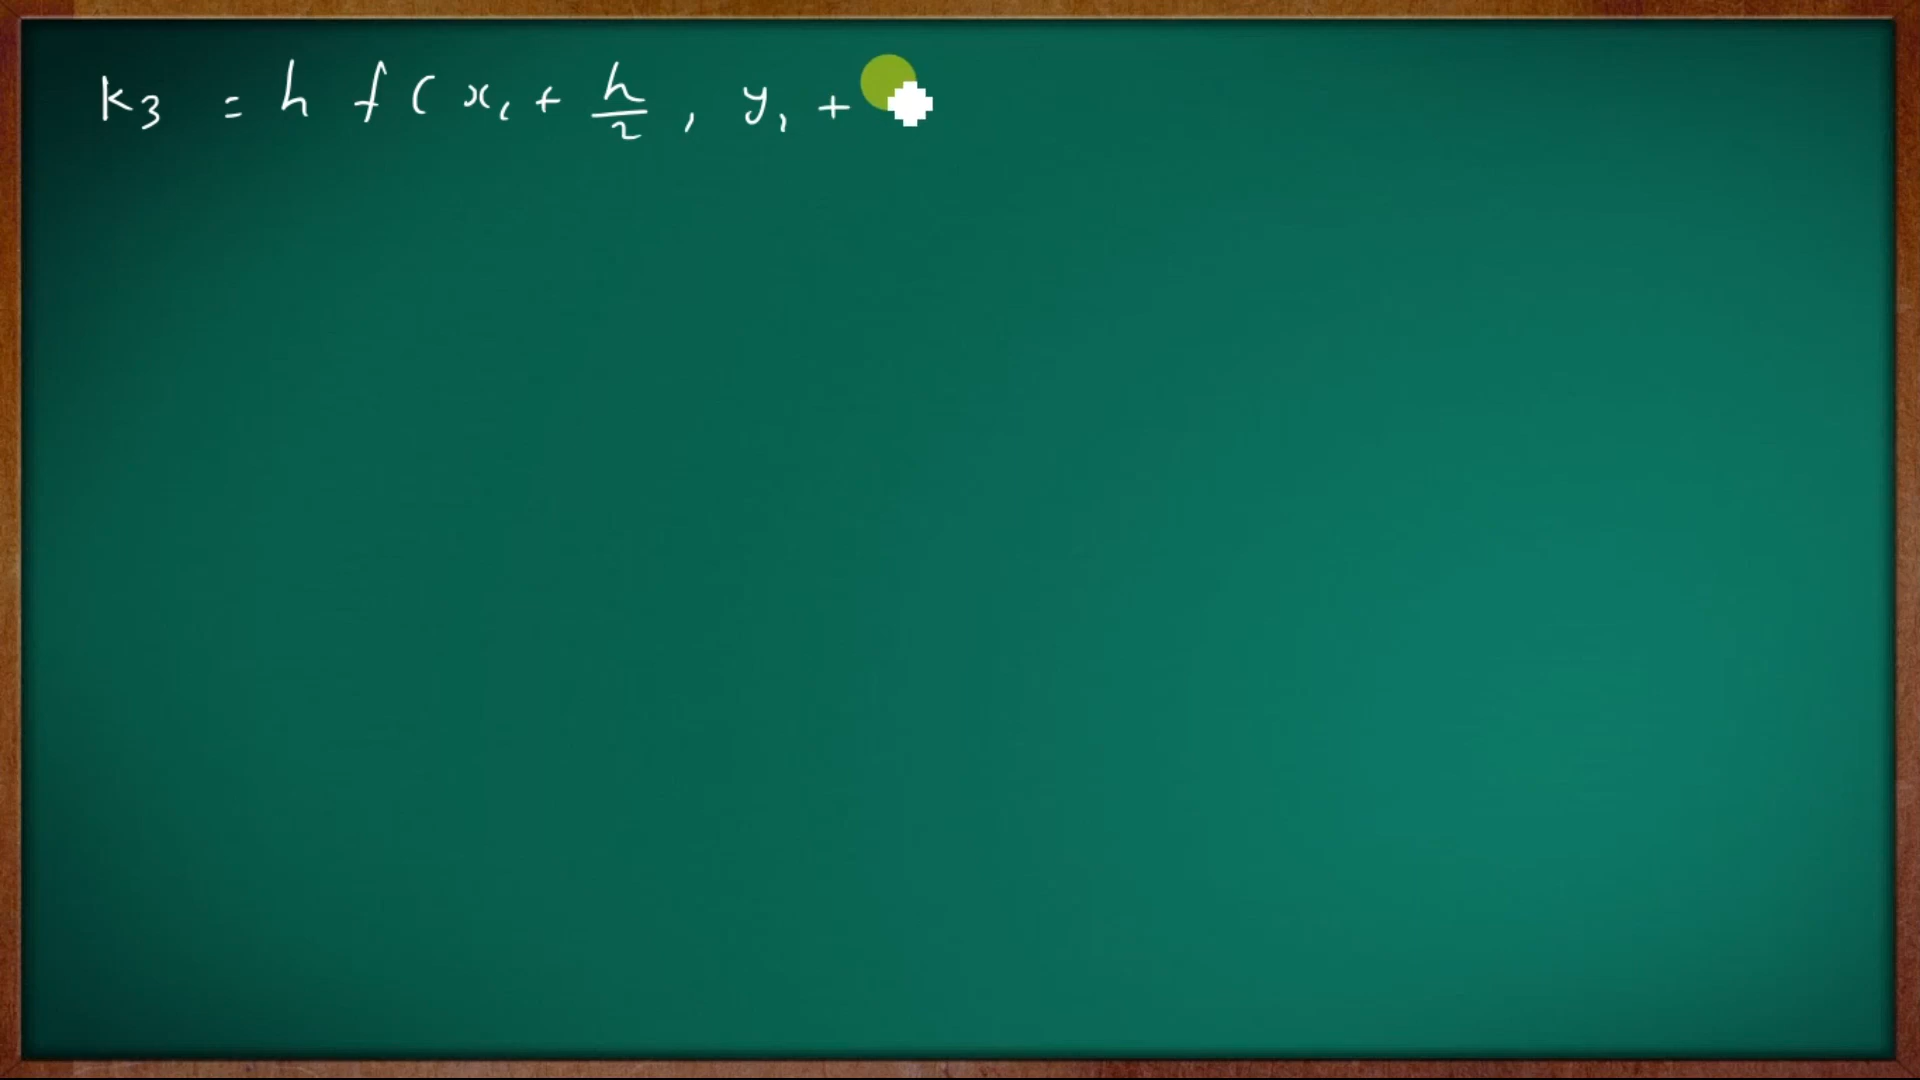 k₃ = h f ( x₁ + h/2 , y₁ +